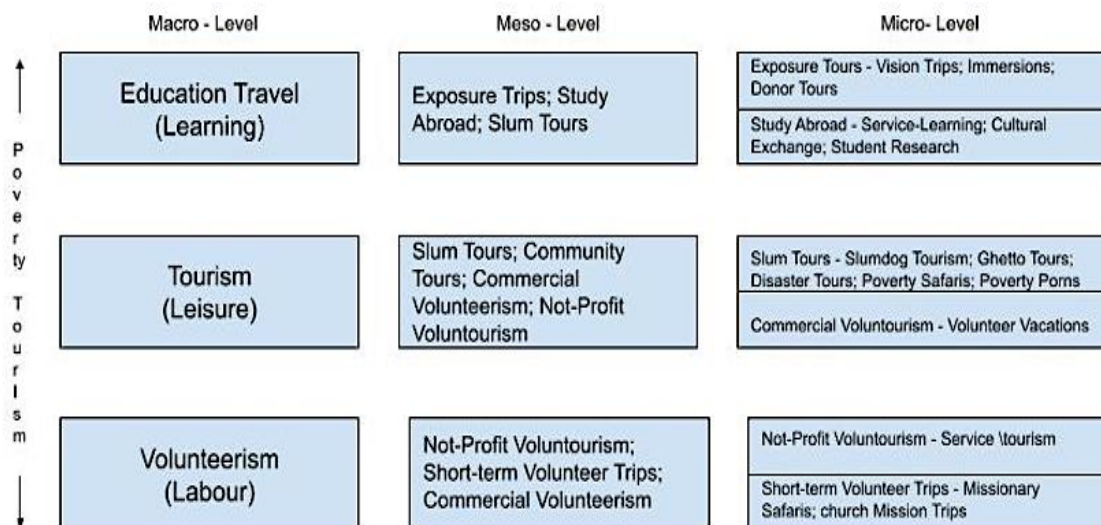 Macro - Level
Meso - Level
Micro- Level
Poverty Tourism
Education Travel
(Learning)
Exposure Trips; Study
Abroad; Slum Tours
Exposure Tours - Vision Trips; Immersions;
Donor Tours
Study Abroad - Service-Learning; Cultural
Exchange; Student Research
Tourism
(Leisure)
Slum Tours; Community
Tours; Commercial
Volunteerism; Not-Profit
Voluntourism
Slum Tours - Slumdog Tourism; Ghetto Tours;
Disaster Tours; Poverty Safaris; Poverty Porns
Commercial Voluntourism - Volunteer Vacations
Volunteerism
(Labour)
Not-Profit Voluntourism;
Short-term Volunteer Trips;
Commercial Volunteerism
Not-Profit Voluntourism - Service \tourism
Short-term Volunteer Trips - Missionary
Safaris; church Mission Trips